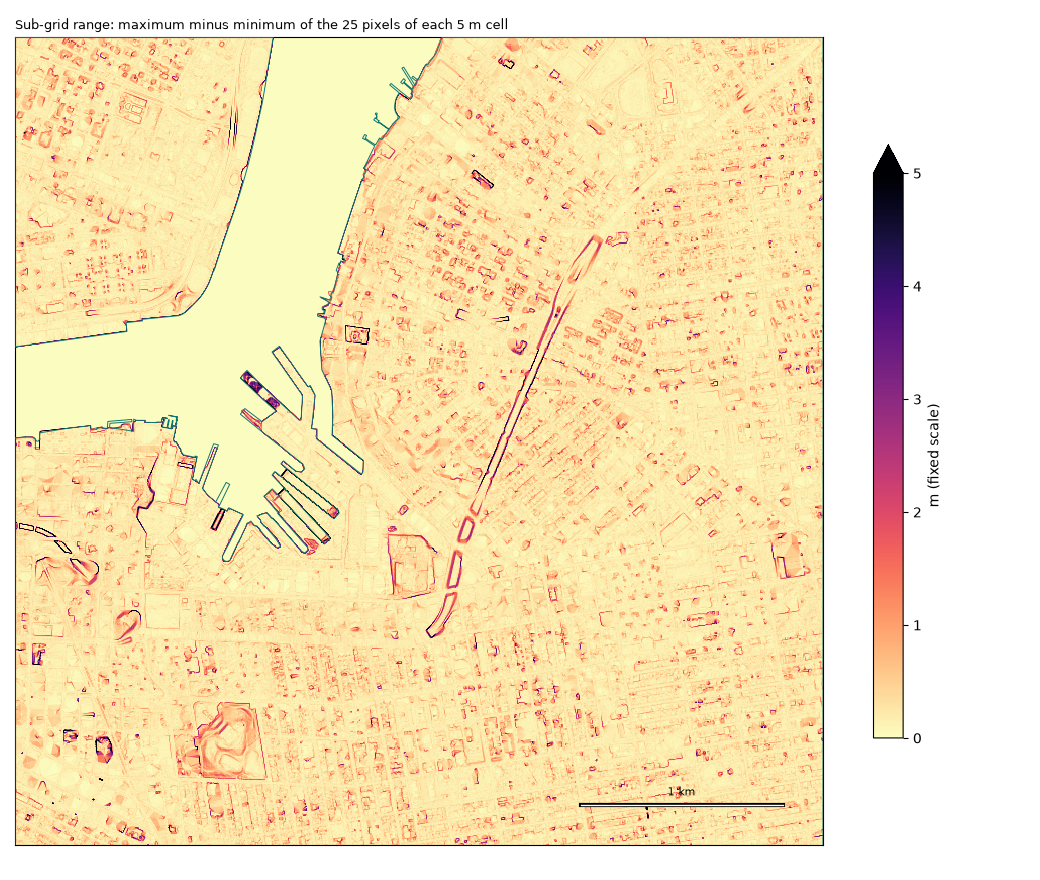 Sub-grid range: maximum minus minimum of the 25 pixels of each 5 m cell
5
4
3
2
1
0
m (fixed scale)
1 km